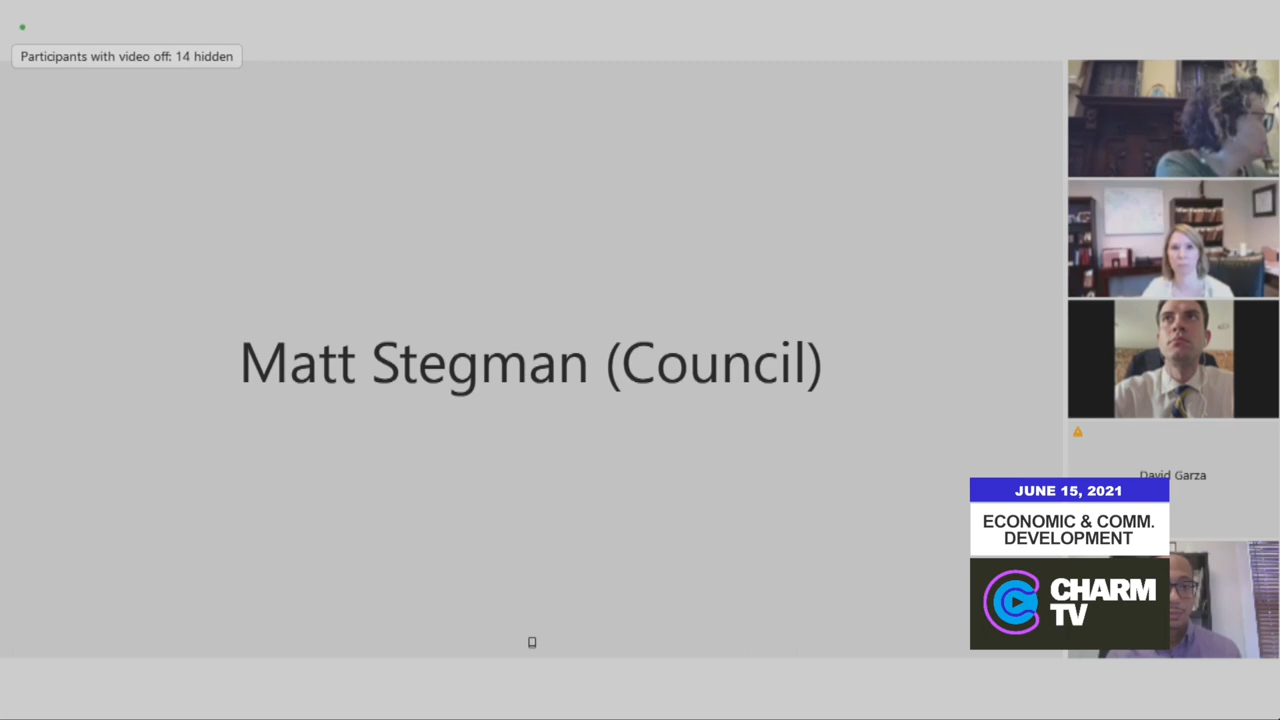 Participants with video off: 14 hidden
Matt Stegman (Council)
David Garza
JUNE 15, 2021
ECONOMIC & COMM.
DEVELOPMENT
CHARM
TV